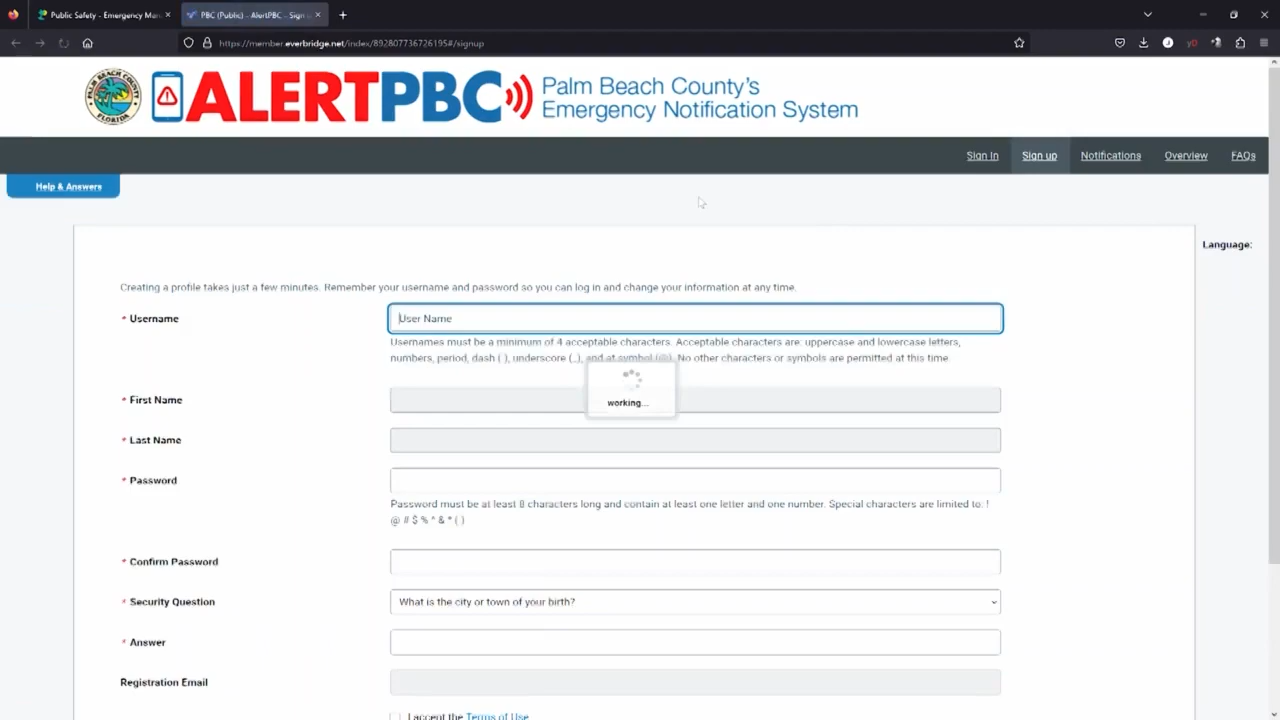 Public Safety - Emergency Man
PBC (Public) - AlertPBC - Sign
https://member.everbridge.net/index/892807736726195#/signup
PALM BEACH COUNTY
FLORIDA
ALERTPBC
Palm Beach County's
Emergency Notification System
Sign In
Sign up
Notifications
Overview
FAQs
Help & Answers
Language:
Creating a profile takes just a few minutes. Remember your username and password so you can log in and change your information at any time.
* Username
User Name
Usernames must be a minimum of 4 acceptable characters. Acceptable characters are: uppercase and lowercase letters,
numbers, period, dash (-), underscore (_), and at symbol (@). No other characters or symbols are permitted at this time
working...
* First Name
* Last Name
* Password
Password must be at least 8 characters long and contain at least one letter and one number. Special characters are limited to: !
@ # $ % ^ & * ( )
* Confirm Password
* Security Question
What is the city or town of your birth?
* Answer
Registration Email
I accept the Terms of Use